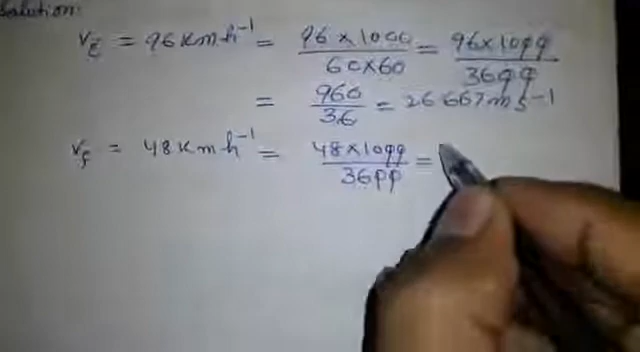 Solution:
vᵢ = 96 Km h⁻¹ = 96 × 1000 / 60 × 60 = 96 × 1000 / 3600
= 960 / 36 = 26.667 m s⁻¹
v_f = 48 Km h⁻¹ = 48 × 1000 / 3600 =